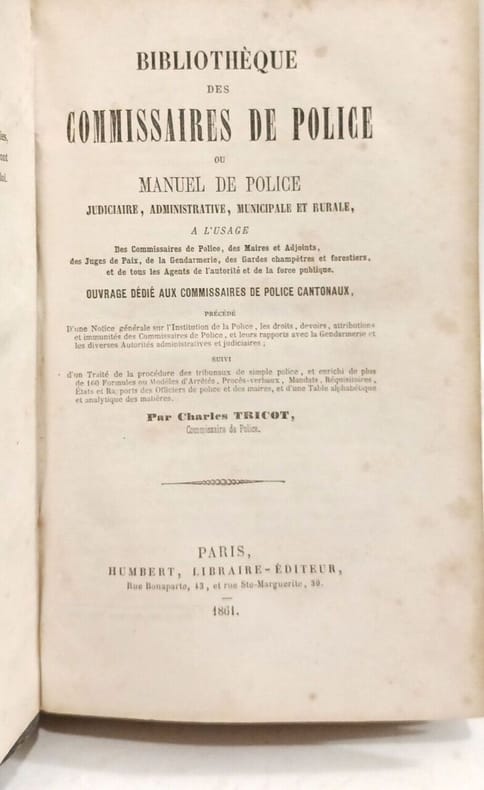 BIBLIOTHÈQUE
DES
COMMISSAIRES DE POLICE
OU
MANUEL DE POLICE
JUDICIAIRE, ADMINISTRATIVE, MUNICIPALE ET RURALE,
A L'USAGE
Des Commissaires de Police, des Maires et Adjoints,
des Juges de Paix, de la Gendarmerie, des Gardes champêtres et forestiers,
et de tous les Agents de l'autorité et de la force publique.
OUVRAGE DÉDIÉ AUX COMMISSAIRES DE POLICE CANTONAUX,
PRÉCÉDÉ
D'une Notice générale sur l'Institution de la Police, les droits, devoirs, attributions
et immunités des Commissaires de Police, et leurs rapports avec la Gendarmerie et
les diverses Autorités administratives et judiciaires;
SUIVI
d'un Traité de la procédure des tribunaux de simple police, et enrichi de plus
de 160 Formules ou Modèles d'Arrêtés, Procès-verbaux, Mandats, Réquisitoires,
États et Rapports des Officiers de police et des maires, et d'une Table alphabétique
et analytique des matières.
Par Charles TRICOT,
Commissaire de Police.
PARIS,
HUMBERT, LIBRAIRE-ÉDITEUR,
Rue Bonaparte, 43, et rue Ste-Marguerite, 30.
1861.